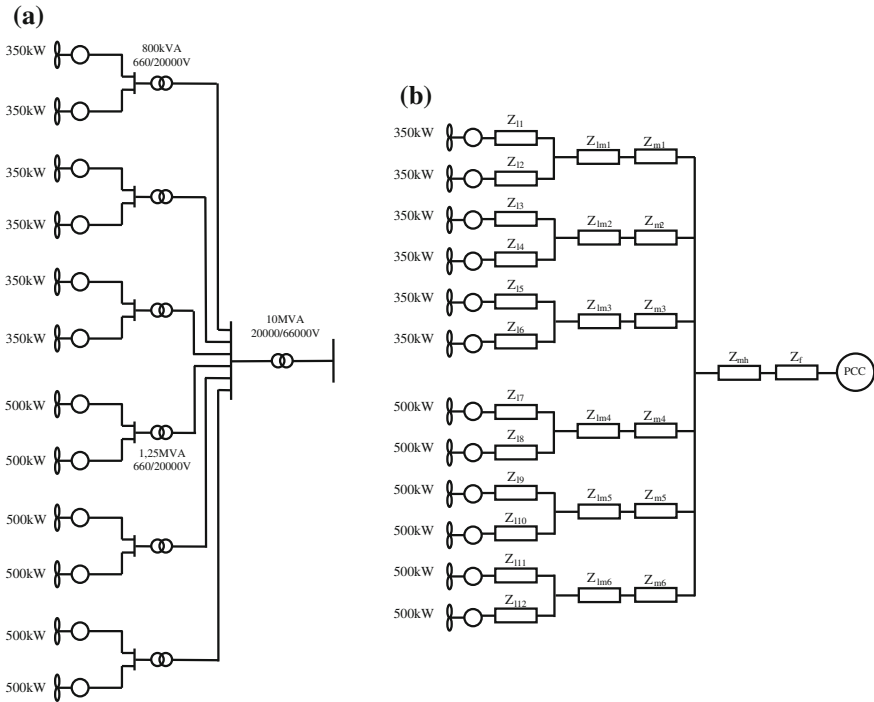 (a)
350kW
800kVA
660/20000V
350kW
350kW
350kW
350kW
350kW
10MVA
20000/66000V
500kW
500kW
1,25MVA
660/20000V
500kW
500kW
500kW
500kW
(b)
350kW Zl1
Zlm1 Zm1
350kW Zl2
350kW Zl3
Zlm2 Zm2
350kW Zl4
350kW Zl5
Zlm3 Zm3
350kW Zl6
Zmh Zf PCC
500kW Zl7
Zlm4 Zm4
500kW Zl8
500kW Zl9
Zlm5 Zm5
500kW Zl10
500kW Zl11
Zlm6 Zm6
500kW Zl12